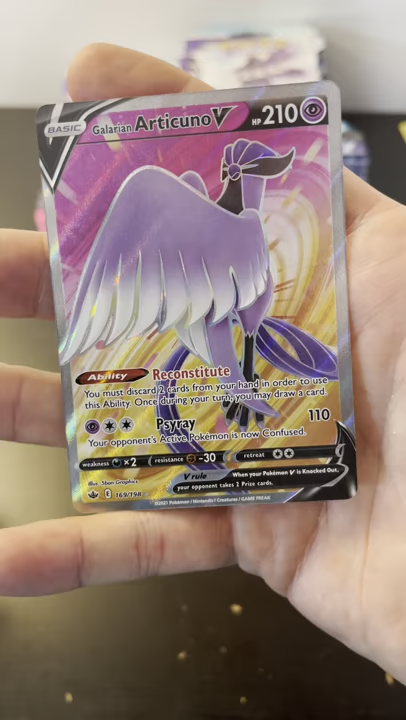 BASIC Galarian Articuno V HP 210
Ability Reconstitute
You must discard 2 cards from your hand in order to use
this Ability. Once during your turn, you may draw a card.
Psyray 110
Your opponent's Active Pokémon is now Confused.
weakness ×2 resistance -30 retreat
V rule When your Pokémon V is Knocked Out,
your opponent takes 2 Prize cards.
Illus. 5ban Graphics
E 169/198
©2021 Pokémon / Nintendo / Creatures / GAME FREAK